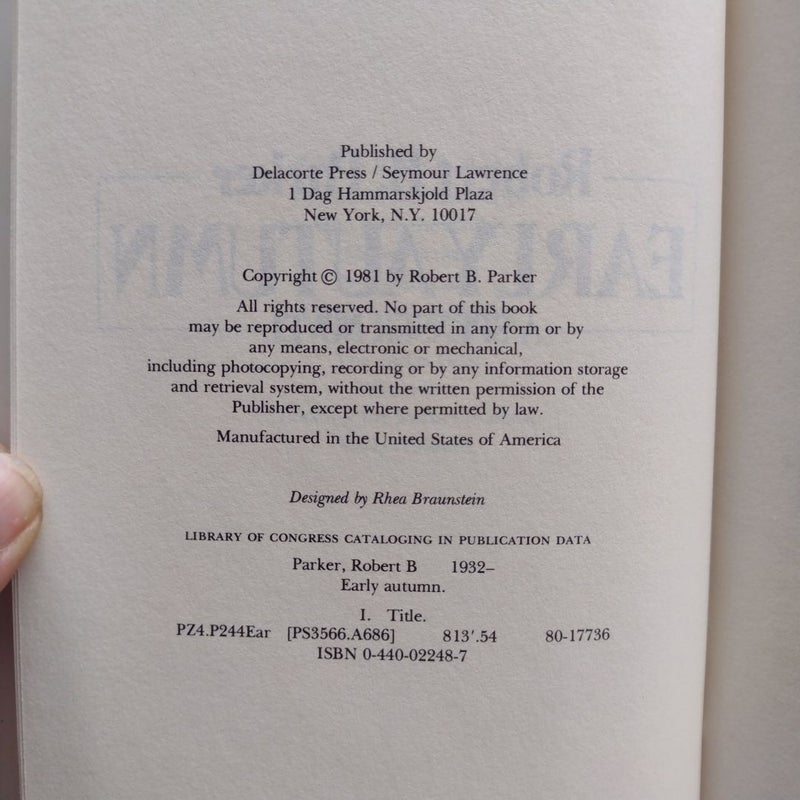 Published by
Delacorte Press / Seymour Lawrence
1 Dag Hammarskjold Plaza
New York, N.Y. 10017
Copyright © 1981 by Robert B. Parker
All rights reserved. No part of this book
may be reproduced or transmitted in any form or by
any means, electronic or mechanical,
including photocopying, recording or by any information storage
and retrieval system, without the written permission of the
Publisher, except where permitted by law.
Manufactured in the United States of America
Designed by Rhea Braunstein
LIBRARY OF CONGRESS CATALOGING IN PUBLICATION DATA
Parker, Robert B 1932–
Early autumn.
I. Title.
PZ4.P244Ear [PS3566.A686] 813'.54 80-17736
ISBN 0-440-02248-7
EARLY AUTUMN